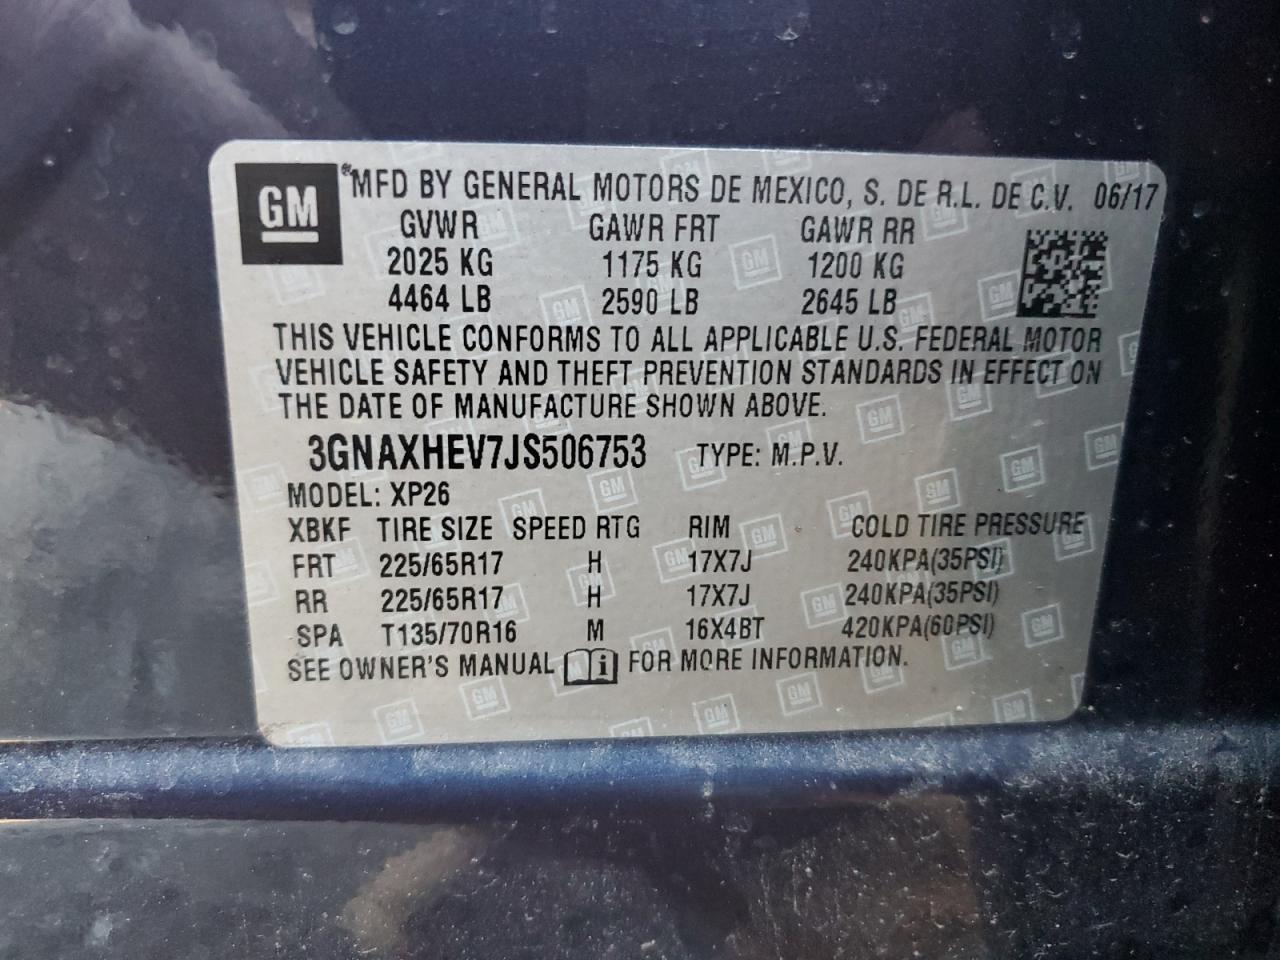 GM
MFD BY GENERAL MOTORS DE MEXICO, S. DE R.L. DE C.V. 06/17
GVWR GAWR FRT GAWR RR
2025 KG 1175 KG 1200 KG
4464 LB 2590 LB 2645 LB
THIS VEHICLE CONFORMS TO ALL APPLICABLE U.S. FEDERAL MOTOR
VEHICLE SAFETY AND THEFT PREVENTION STANDARDS IN EFFECT ON
THE DATE OF MANUFACTURE SHOWN ABOVE.
3GNAXHEV7JS506753 TYPE: M.P.V.
MODEL: XP26
XBKF TIRE SIZE SPEED RTG RIM COLD TIRE PRESSURE
FRT 225/65R17 H 17X7J 240KPA(35PSI)
RR 225/65R17 H 17X7J 240KPA(35PSI)
SPA T135/70R16 M 16X4BT 420KPA(60PSI)
SEE OWNER'S MANUAL FOR MORE INFORMATION.